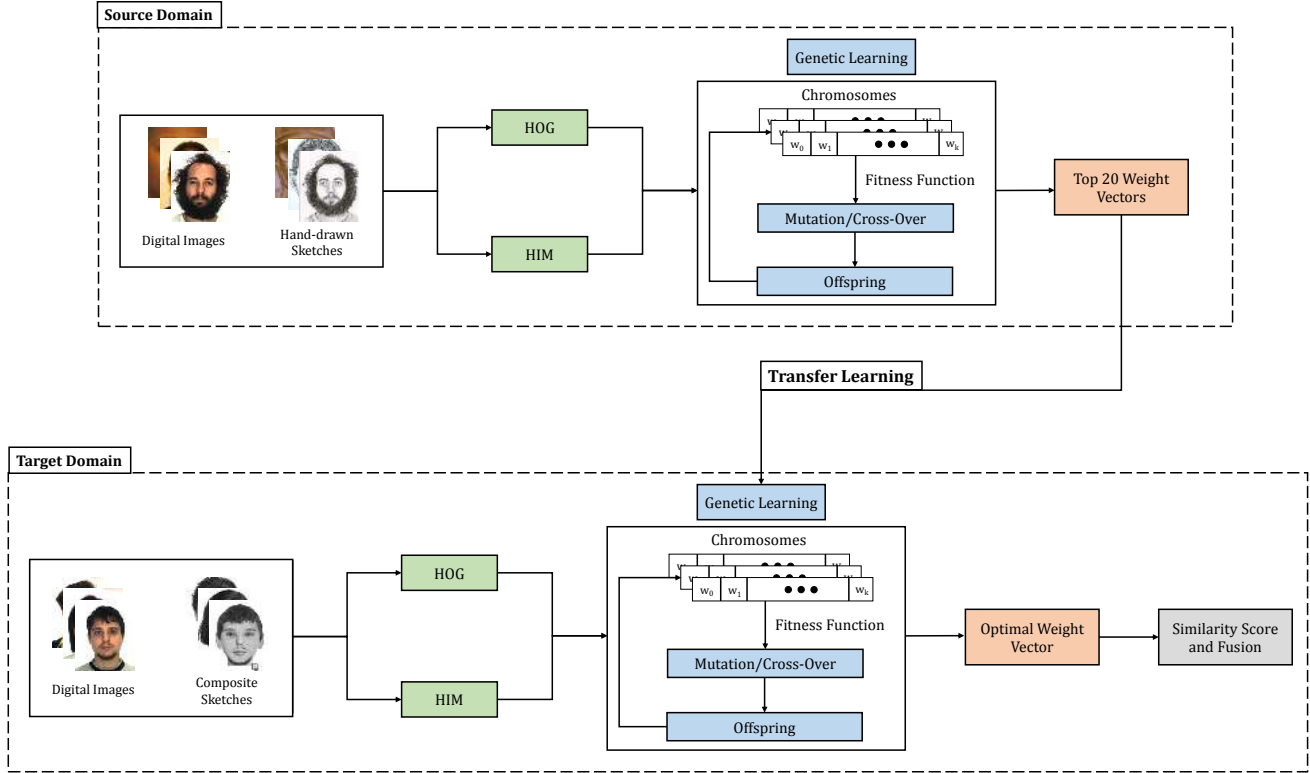 Source Domain
Genetic Learning
Chromosomes
w₀ w₁ ••• wₖ
HOG
Fitness Function
Top 20 Weight
Vectors
Mutation/Cross-Over
Digital Images
Hand-drawn
Sketches
HIM
Offspring
Transfer Learning
Target Domain
Genetic Learning
Chromosomes
w₀ w₁ ••• wₖ
HOG
Fitness Function
Optimal Weight
Vector
Similarity Score
and Fusion
Mutation/Cross-Over
Digital Images
Composite
Sketches
HIM
Offspring